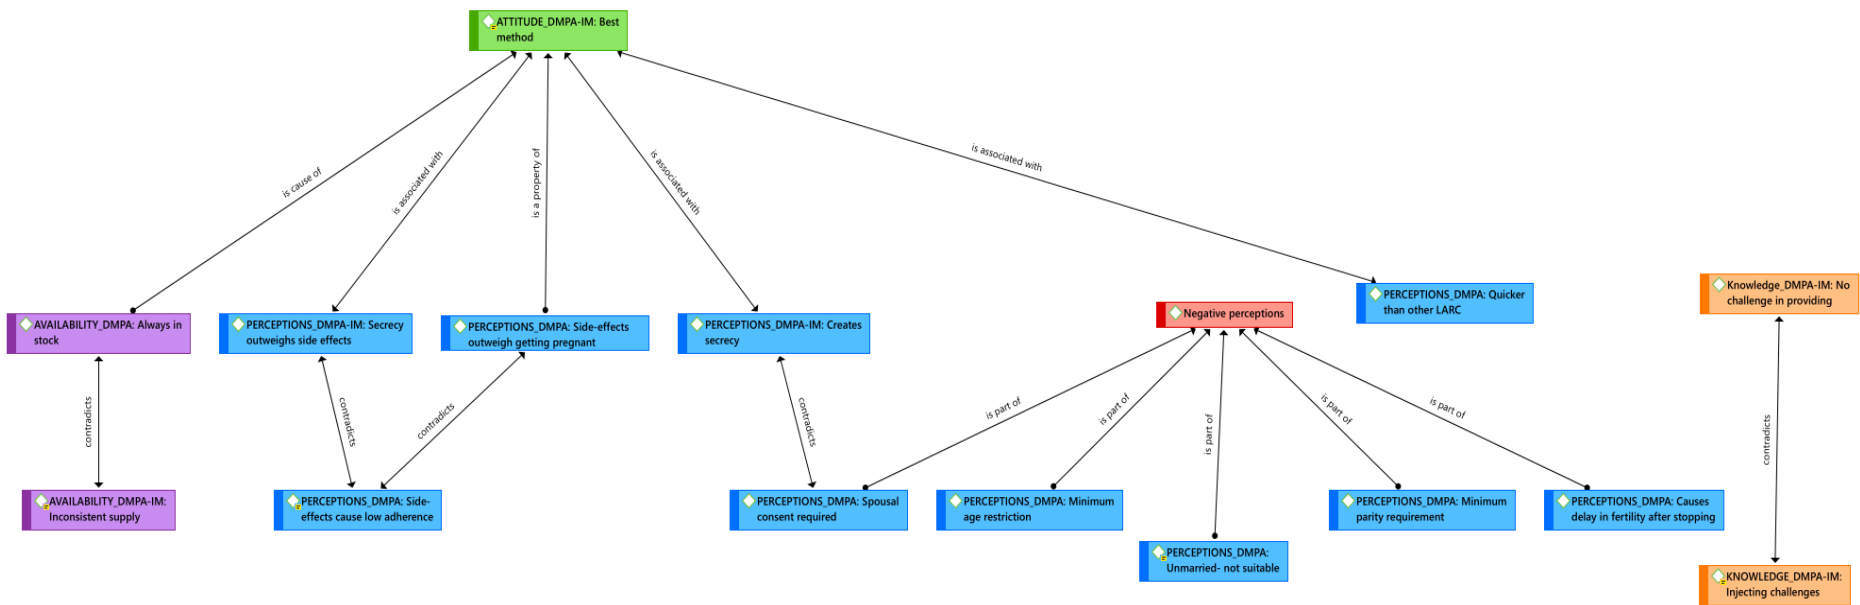 ATTITUDE_DMPA-IM: Best
method
is cause of
is associated with
is a property of
is associated with
is associated with
Knowledge_DMPA-IM: No
challenge in providing
PERCEPTIONS_DMPA: Quicker
than other LARC
Negative perceptions
AVAILABILITY_DMPA: Always in
stock
PERCEPTIONS_DMPA-IM: Secrecy
outweighs side effects
PERCEPTIONS_DMPA: Side-effects
outweigh getting pregnant
PERCEPTIONS_DMPA-IM: Creates
secrecy
contradicts
contradicts
contradicts
contradicts
is part of
is part of
is part of
is part of
is part of
contradicts
AVAILABILITY_DMPA-IM:
Inconsistent supply
PERCEPTIONS_DMPA: Side-
effects cause low adherence
PERCEPTIONS_DMPA: Spousal
consent required
PERCEPTIONS_DMPA: Minimum
age restriction
PERCEPTIONS_DMPA:
Unmarried- not suitable
PERCEPTIONS_DMPA: Minimum
parity requirement
PERCEPTIONS_DMPA: Causes
delay in fertility after stopping
KNOWLEDGE_DMPA-IM:
Injecting challenges